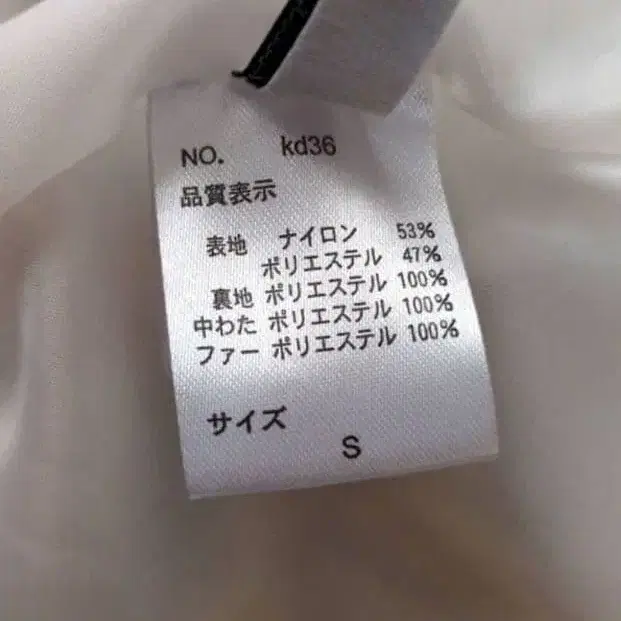 NO. kd36
品質表示
表地 ナイロン 53%
ポリエステル 47%
裏地 ポリエステル 100%
中わた ポリエステル 100%
ファー ポリエステル 100%
サイズ
S